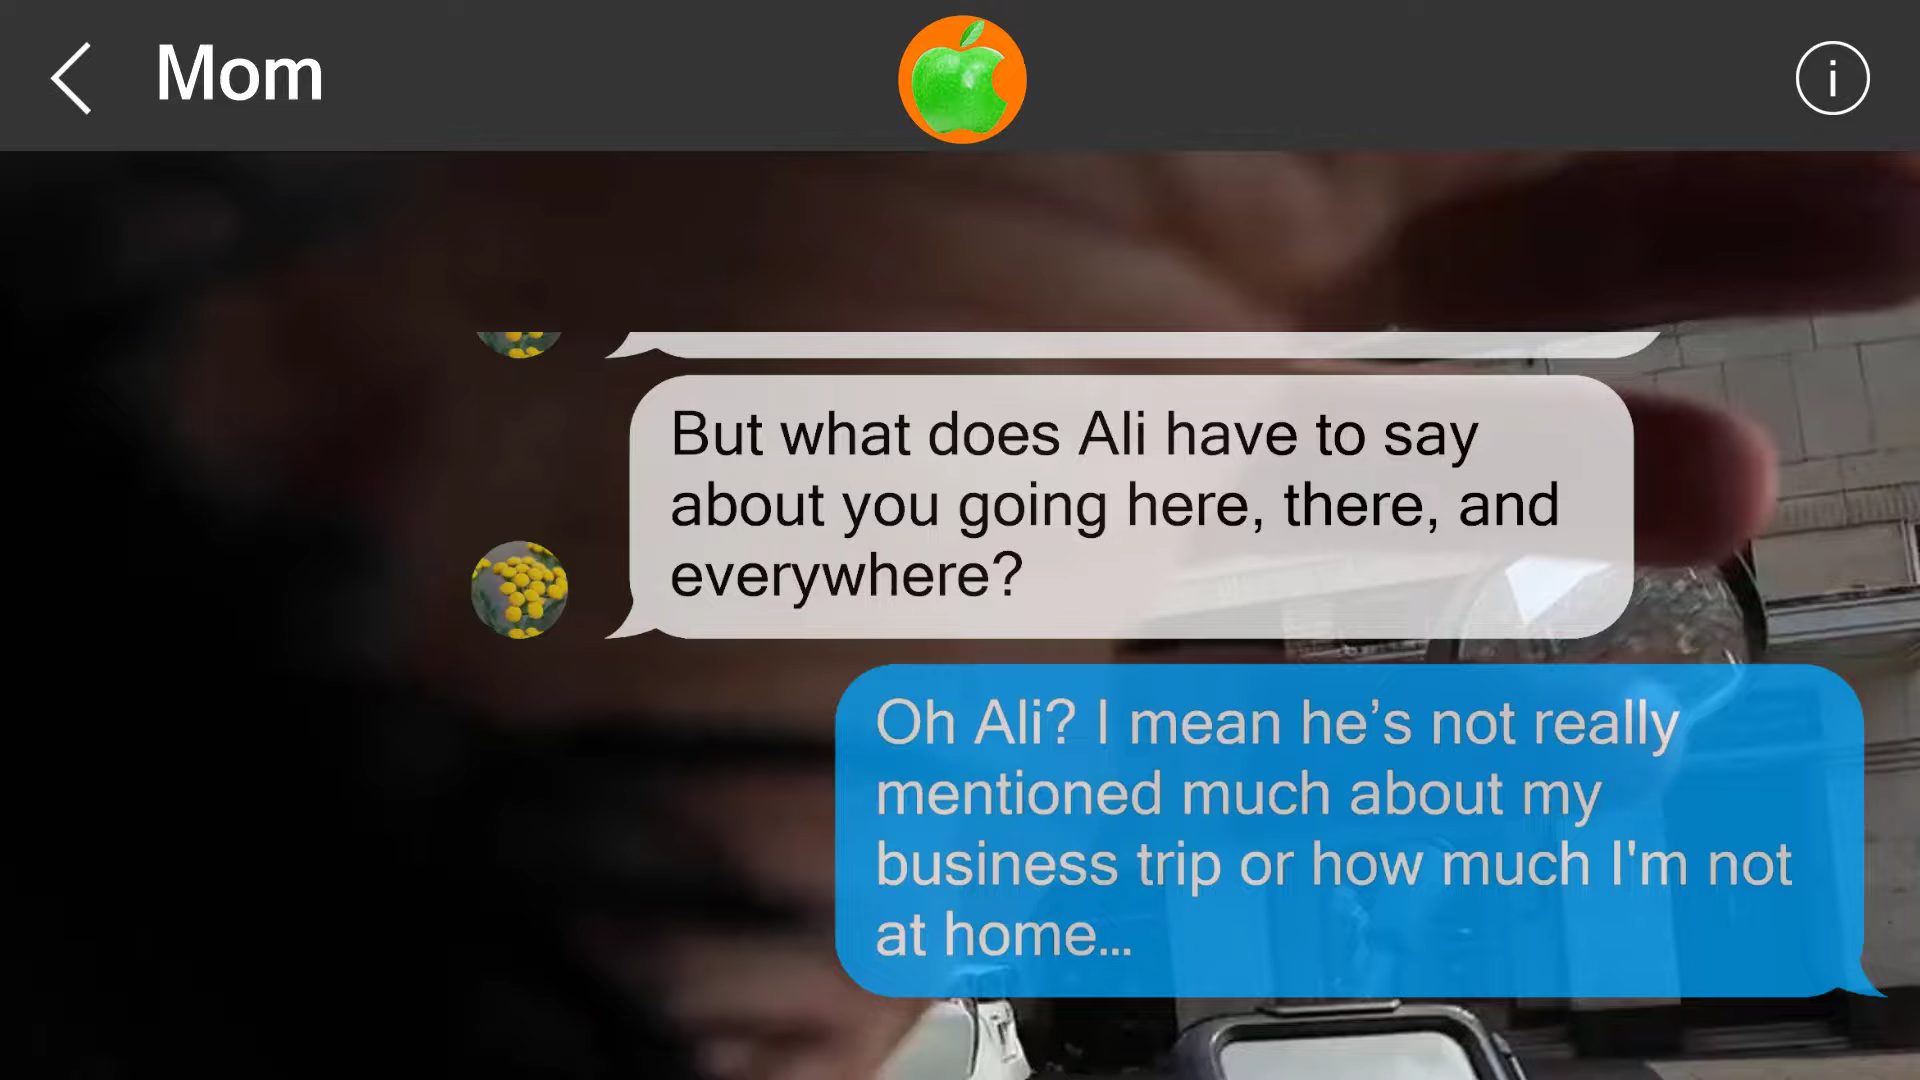 Mom
i
But what does Ali have to say
about you going here, there, and
everywhere?
Oh Ali? I mean he’s not really
mentioned much about my
business trip or how much I'm not
at home...